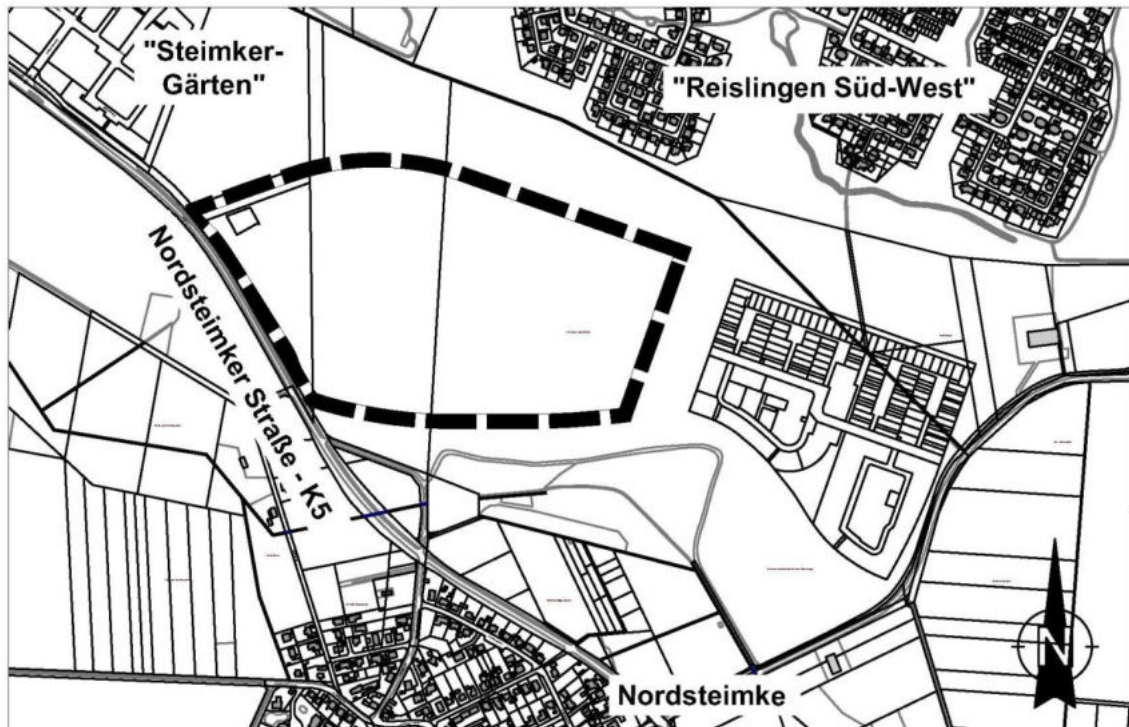 "Steimker-
Gärten"
"Reislingen Süd-West"
Nordsteimker Straße - K5
Nordsteimke
N